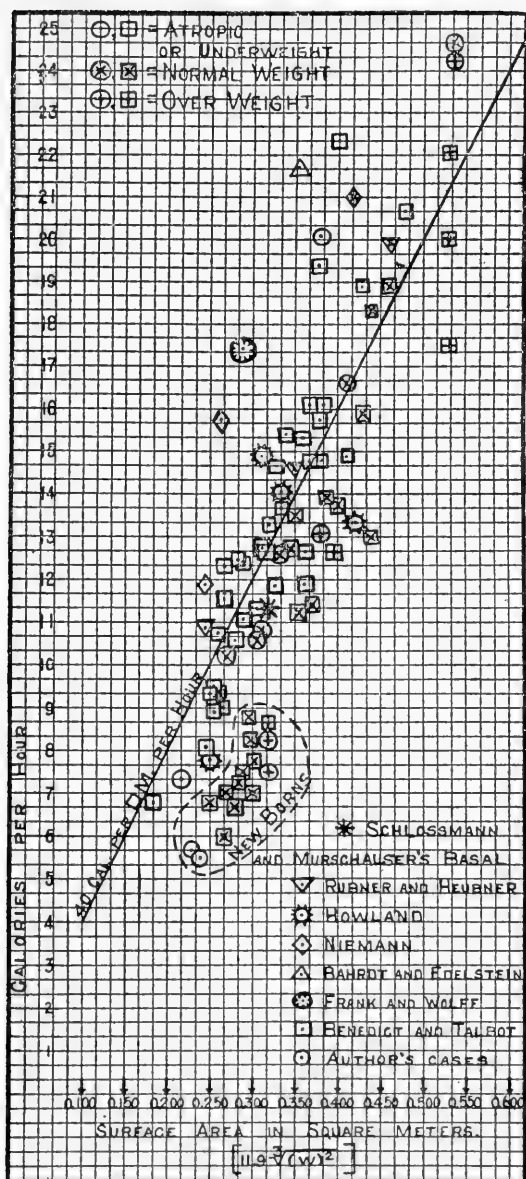 = ATROPIC
OR UNDERWEIGHT
= NORMAL WEIGHT
= OVER WEIGHT
25
24
22
21
20
19
18
17
16
15
14
13
12
11
10
9
8
7
6
5
4
3
2
1
CALORIES PER HOUR
40 CAL. PER D.M. PER HOUR
NEW BORNS
SCHLOSSMANN
AND MURSCHAUSER'S BASAL
RUBNER AND HEUBNER
HOWLAND
NIEMANN
BAHRDT AND EDELSTEIN
FRANK AND WOLFF
BENEDICT AND TALBOT
AUTHOR'S CASES
0.100 0.150 0.200 0.250 0.300 0.350 0.400 0.450 0.500 0.550 0.600
SURFACE AREA IN SQUARE METERS.
[11.9 ∛(W)²]